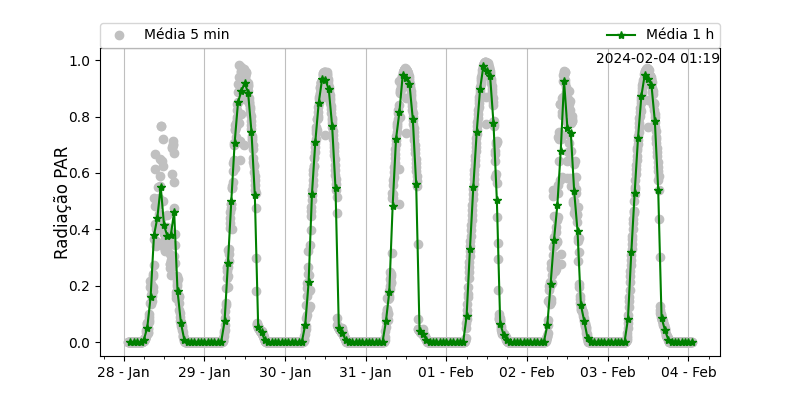 Média 5 min
Média 1 h
2024-02-04 01:19
Radiação PAR
1.0
0.8
0.6
0.4
0.2
0.0
28 - Jan
29 - Jan
30 - Jan
31 - Jan
01 - Feb
02 - Feb
03 - Feb
04 - Feb